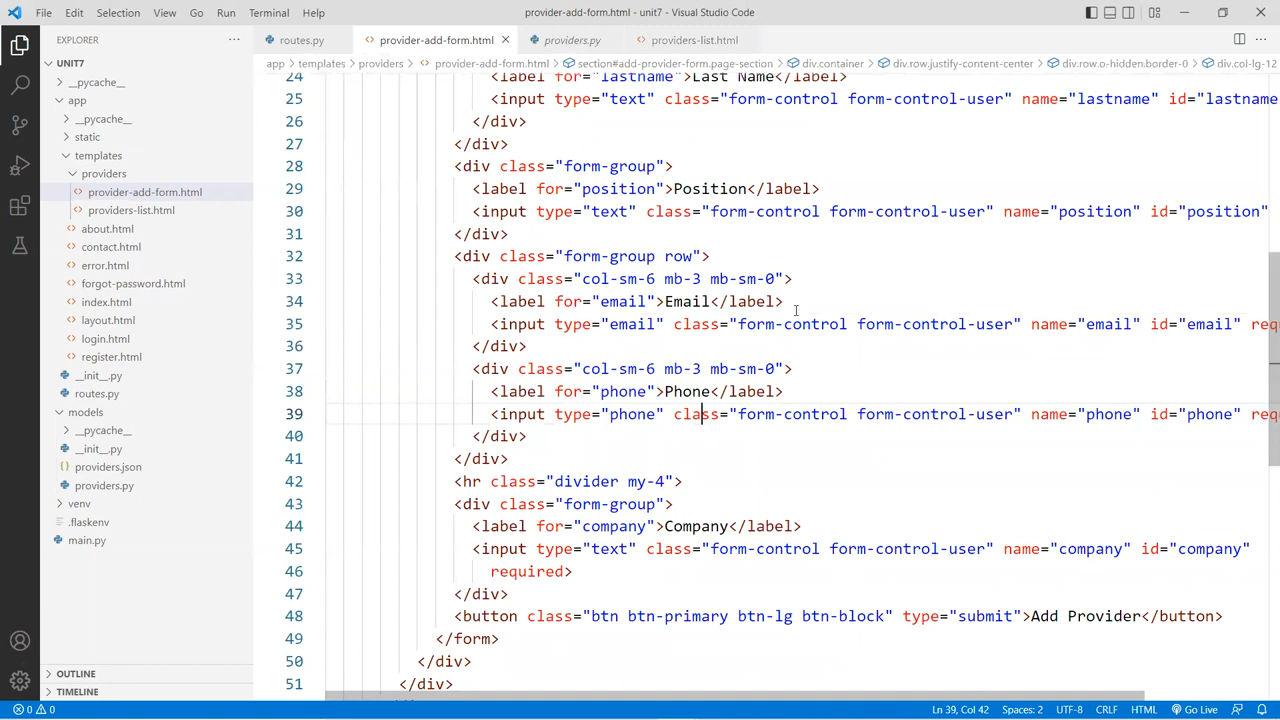 File Edit Selection View Go Run Terminal Help
provider-add-form.html - unit7 - Visual Studio Code
EXPLORER
UNIT7
__pycache__
app
__pycache__
static
templates
providers
provider-add-form.html
providers-list.html
about.html
contact.html
error.html
forgot-password.html
index.html
layout.html
login.html
register.html
__init__.py
routes.py
models
__pycache__
__init__.py
providers.json
providers.py
venv
.flaskenv
main.py
OUTLINE
TIMELINE
routes.py provider-add-form.html providers.py providers-list.html
app > templates > providers > provider-add-form.html > section#add-provider-form.page-section > div.container > div.row.justify-content-center > div.row.o-hidden.border-0 > div.col-lg-12
24 <label for="lastname">Last Name</label>
25 <input type="text" class="form-control form-control-user" name="lastname" id="lastname
26 </div>
27 </div>
28 <div class="form-group">
29 <label for="position">Position</label>
30 <input type="text" class="form-control form-control-user" name="position" id="position"
31 </div>
32 <div class="form-group row">
33 <div class="col-sm-6 mb-3 mb-sm-0">
34 <label for="email">Email</label>
35 <input type="email" class="form-control form-control-user" name="email" id="email" req
36 </div>
37 <div class="col-sm-6 mb-3 mb-sm-0">
38 <label for="phone">Phone</label>
39 <input type="phone" class="form-control form-control-user" name="phone" id="phone" req
40 </div>
41 </div>
42 <hr class="divider my-4">
43 <div class="form-group">
44 <label for="company">Company</label>
45 <input type="text" class="form-control form-control-user" name="company" id="company"
46 required>
47 </div>
48 <button class="btn btn-primary btn-lg btn-block" type="submit">Add Provider</button>
49 </form>
50 </div>
51 </div>
0 0
Ln 39, Col 42 Spaces: 2 UTF-8 CRLF HTML Go Live